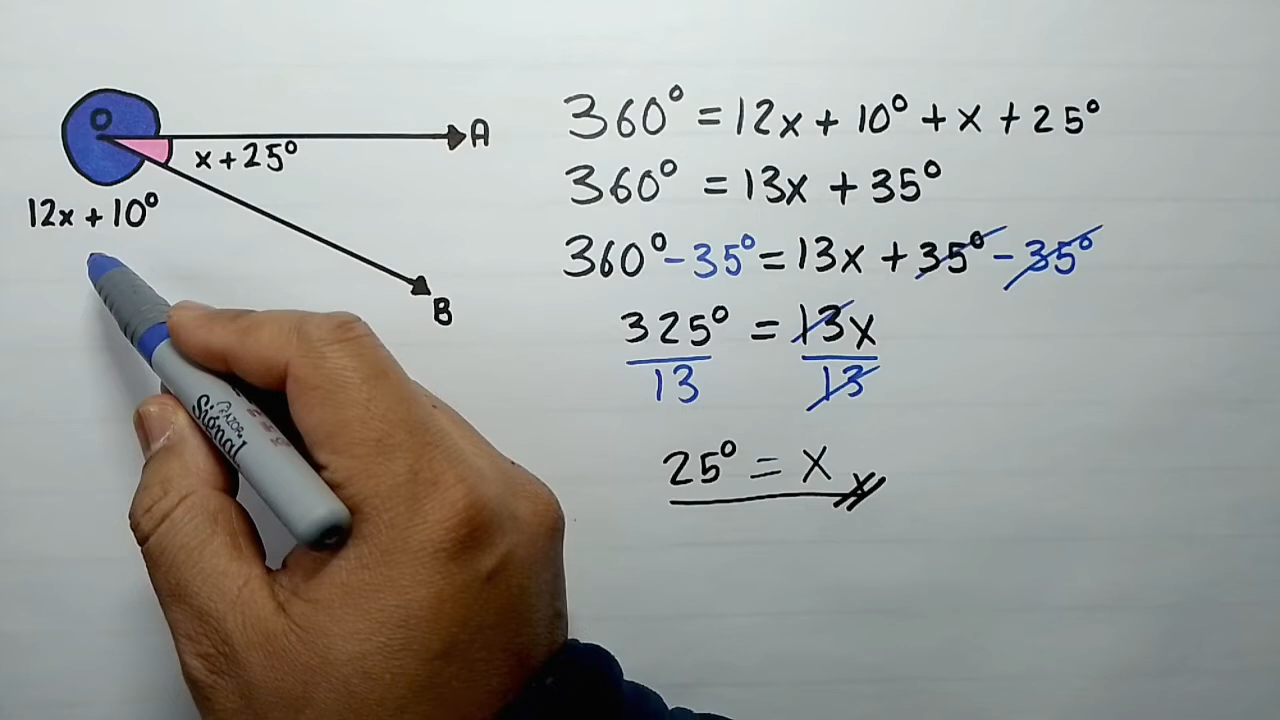 O
A
x+25°
12x + 10°
B
360° = 12x + 10° + x + 25°
360° = 13x + 35°
360° - 35° = 13x + 35° - 35°
325° = 13x
13 13
25° = x
RAZOR
Signal